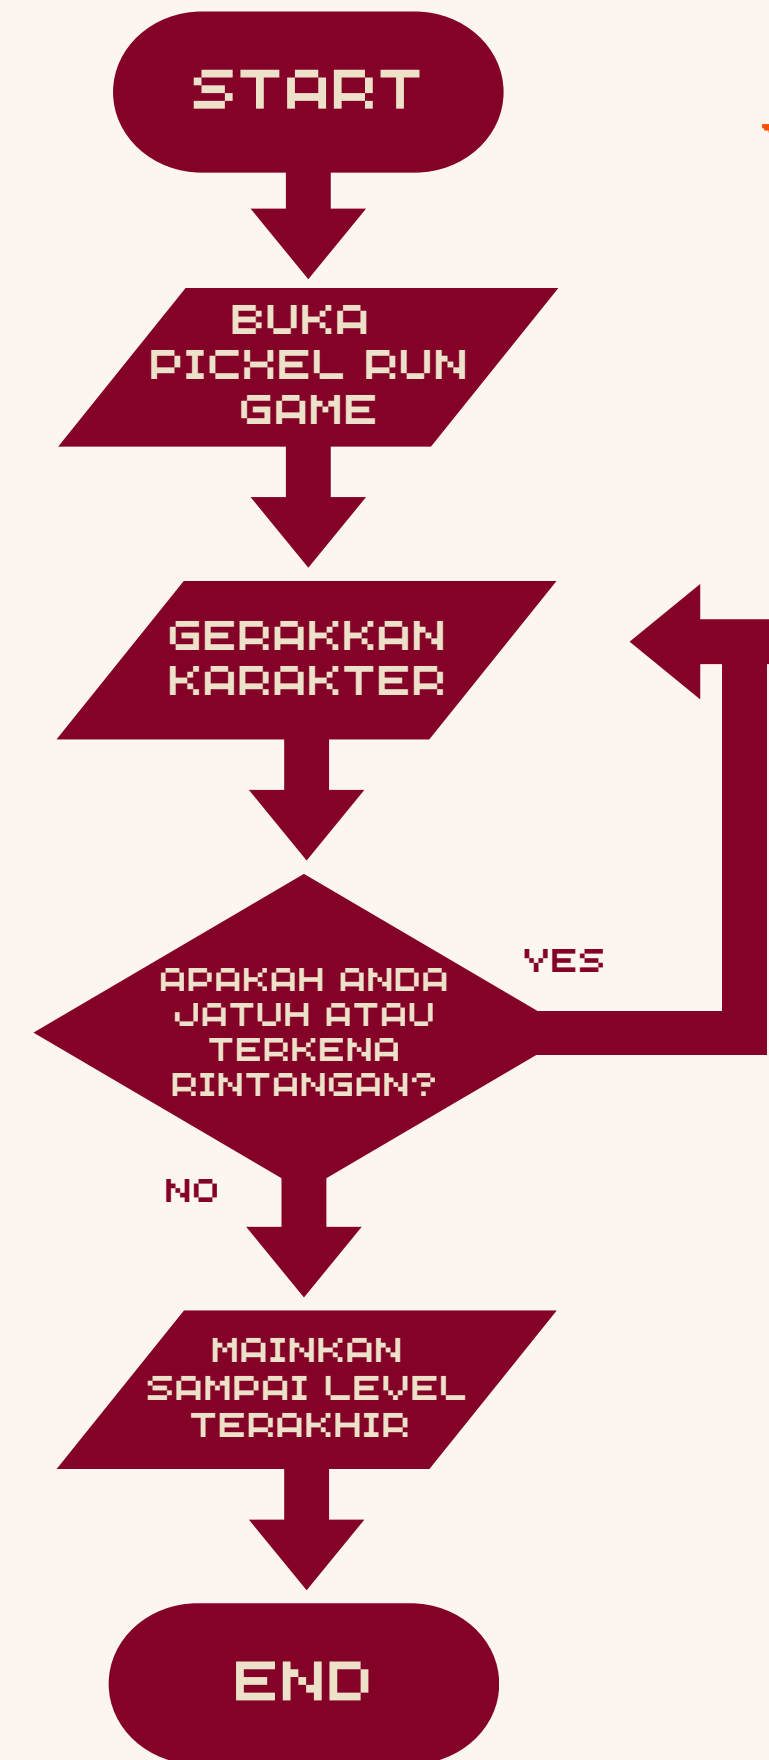 START
BUKA
PICXEL RUN
GAME
GERAKKAN
KARAKTER
APAKAH ANDA
JATUH ATAU
TERKENA
RINTANGAN?
YES
NO
MAINKAN
SAMPAI LEVEL
TERAKHIR
END